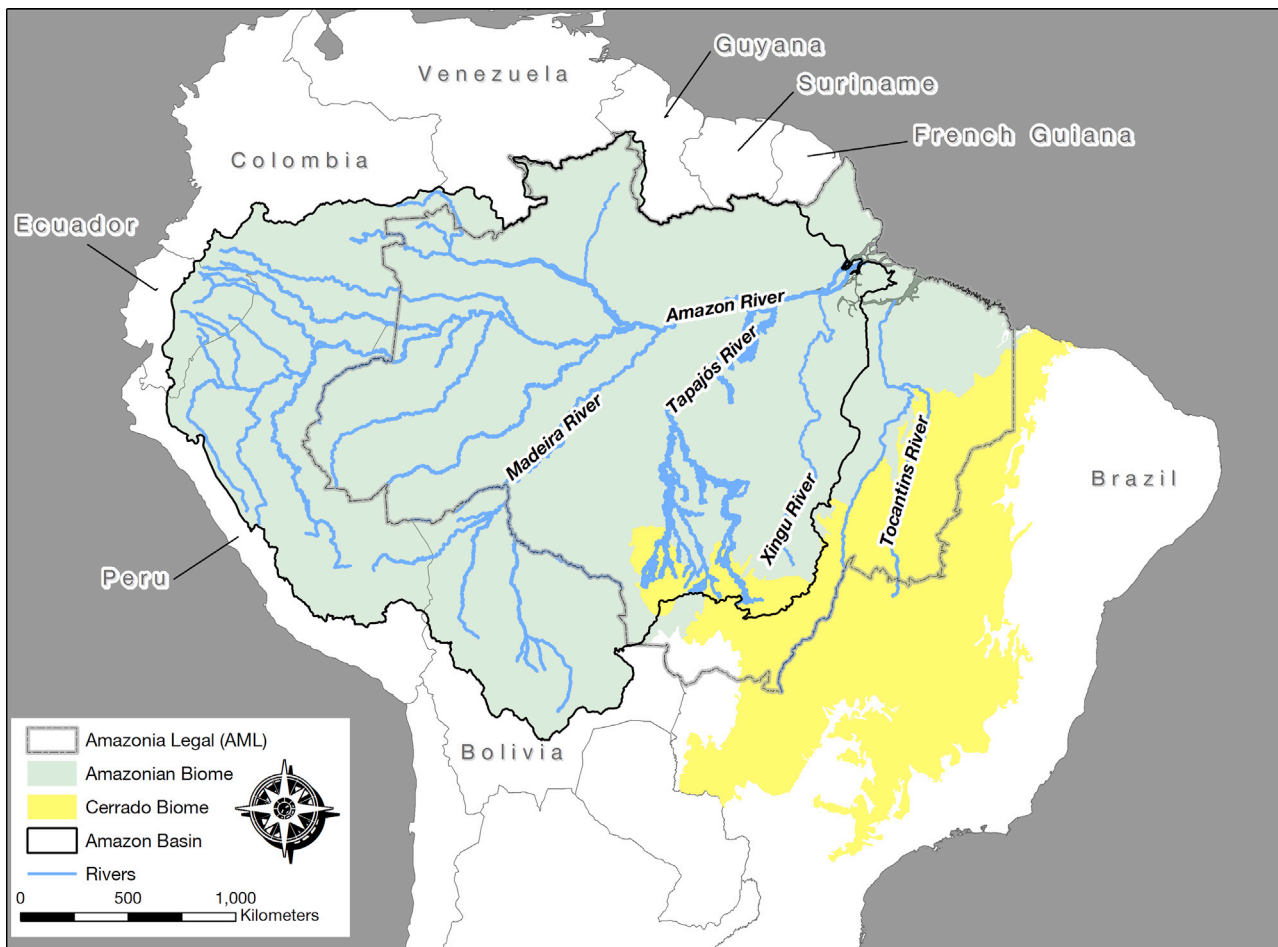 Guyana
Venezuela
Suriname
French Guiana
Colombia
Ecuador
Amazon River
Tapajós River
Madeira River
Xingu River
Tocantins River
Brazil
Peru
Bolivia
Amazonia Legal (AML)
Amazonian Biome
Cerrado Biome
Amazon Basin
Rivers
0 500 1,000
Kilometers